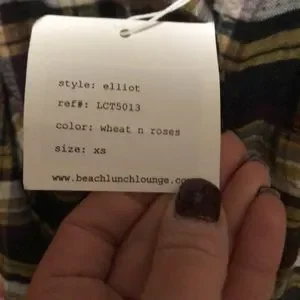 style: elliot
ref#: LCT5013
color: wheat n roses
size: xs
www.beachlunchlounge.co